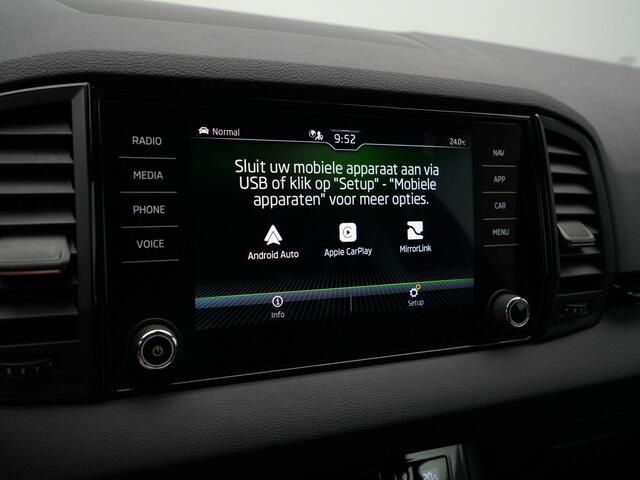 Normal
9:52
24.0°C
RADIO
MEDIA
PHONE
VOICE
NAV
APP
CAR
MENU
Sluit uw mobiele apparaat aan via
USB of klik op "Setup" - "Mobiele
apparaten" voor meer opties.
Android Auto
Apple CarPlay
MirrorLink
Info
Setup